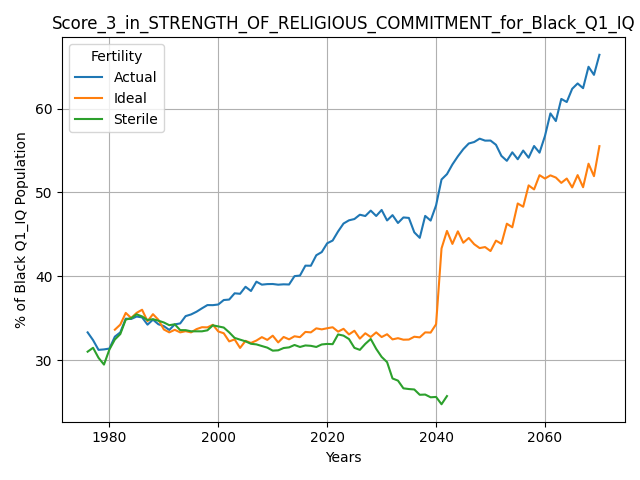 Score_3_in_STRENGTH_OF_RELIGIOUS_COMMITMENT_for_Black_Q1_IQ
Fertility
Actual
Ideal
Sterile
% of Black Q1_IQ Population
60
50
40
30
1980 2000 2020 2040 2060
Years